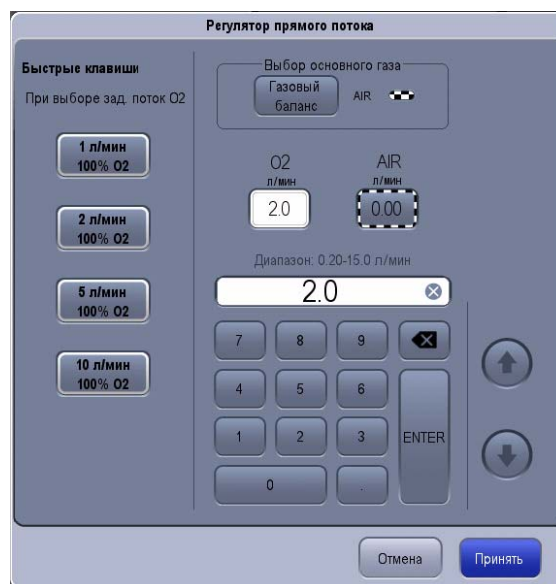 Регулятор прямого потока
Быстрые клавиши
При выборе зад. поток O2
1 л/мин
100% O2
2 л/мин
100% O2
5 л/мин
100% O2
10 л/мин
100% O2
Выбор основного газа
Газовый
баланс
AIR
O2
л/мин
2.0
AIR
л/мин
0.00
Диапазон: 0.20-15.0 л/мин
2.0
7 8 9
4 5 6
1 2 3 ENTER
0 .
Отмена Принять